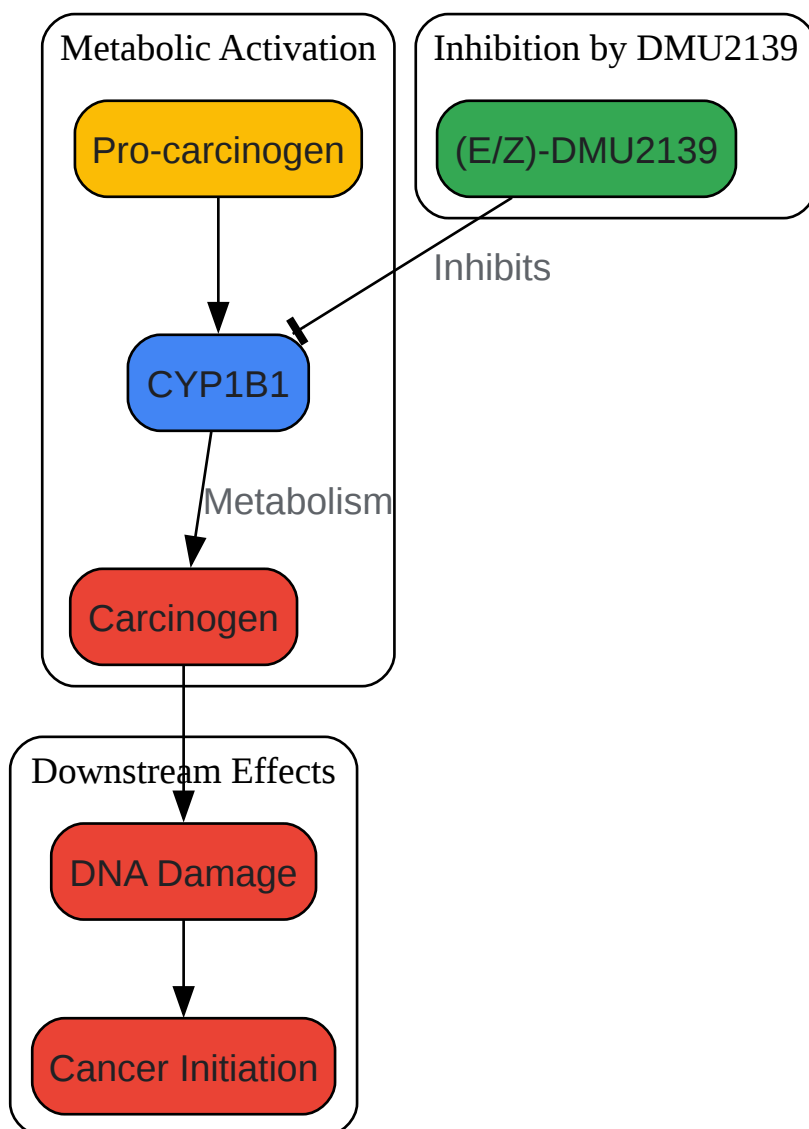 Metabolic Activation
Inhibition by DMU2139
Pro-carcinogen
(E/Z)-DMU2139
Inhibits
CYP1B1
Metabolism
Carcinogen
Downstream Effects
DNA Damage
Cancer Initiation